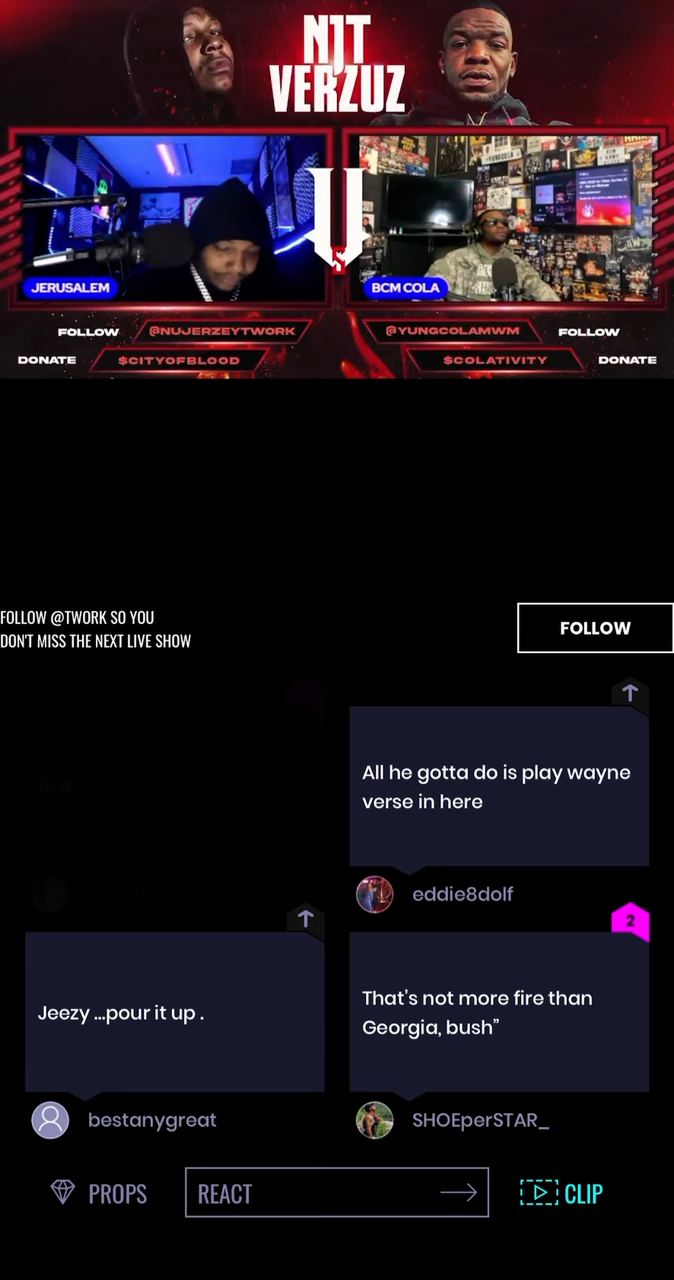 NJT
VERZUZ
JERUSALEM
BCM COLA
FOLLOW
@NUJERZEYTWORK
@YUNGCOLAMWM
FOLLOW
DONATE
$CITYOFBLOOD
$COLATIVITY
DONATE
FOLLOW @TWORK SO YOU
DON'T MISS THE NEXT LIVE SHOW
FOLLOW
5-4
All he gotta do is play wayne
verse in here
eddie8dolf
2
Jeezy ...pour it up .
That's not more fire than
Georgia, bush”
bestanygreat
SHOEperSTAR_
PROPS
REACT
CLIP